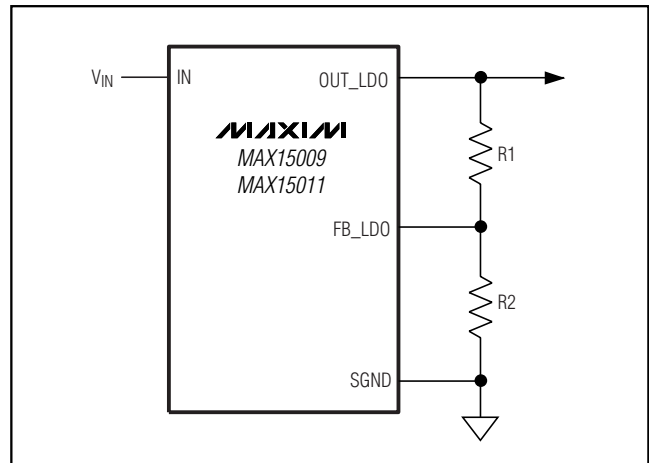 V_IN IN OUT_LDO
MAXIM
MAX15009
MAX15011
R1
FB_LDO
R2
SGND